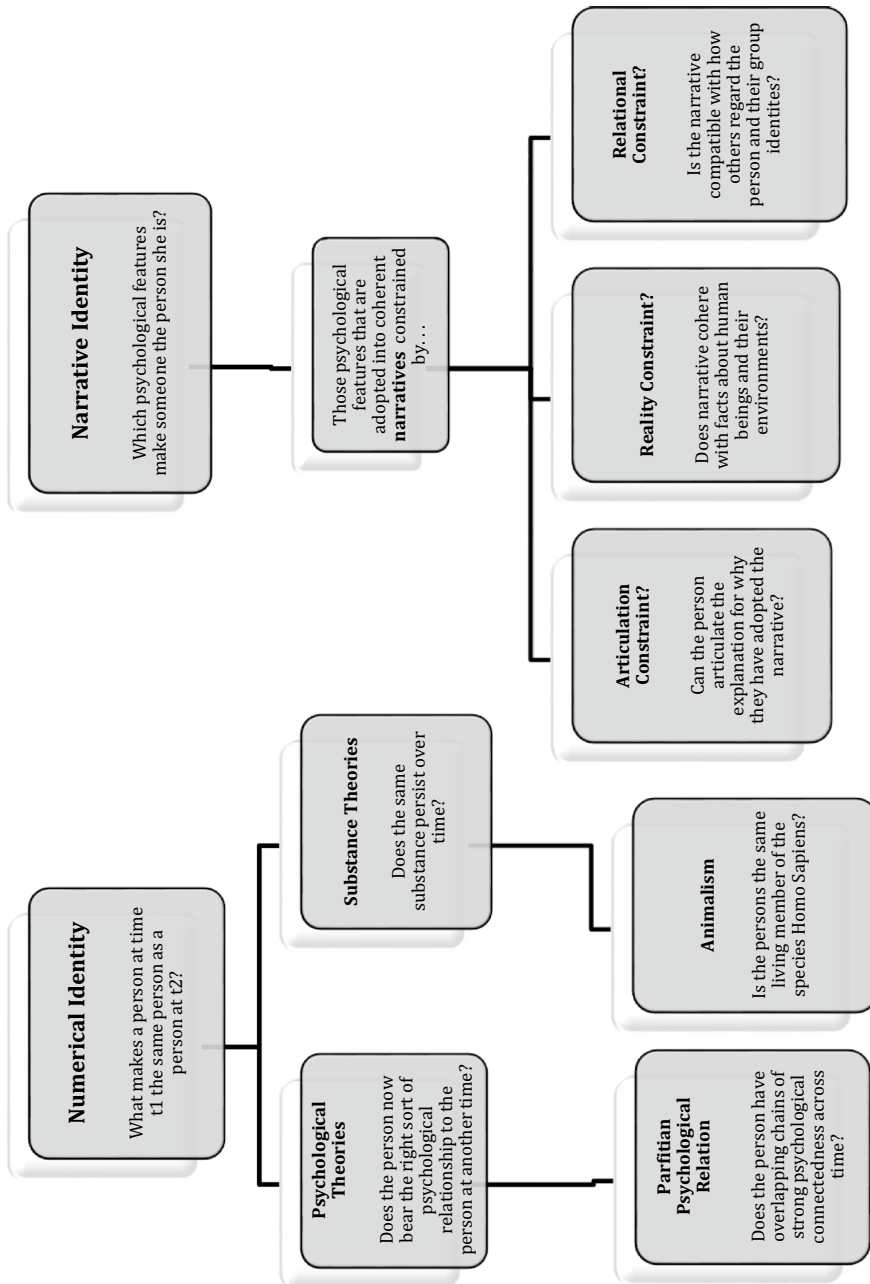 Numerical Identity
What makes a person at time
t1 the same person as a
person at t2?
Psychological
Theories
Does the person now
bear the right sort of
psychological
relationship to the
person at another time?
Substance Theories
Does the same
substance persist over
time?
Parfitian
Psychological
Relation
Does the person have
overlapping chains of
strong psychological
connectedness across
time?
Animalism
Is the persons the same
living member of the
species Homo Sapiens?
Narrative Identity
Which psychological features
make someone the person she is?
Those psychological
features that are
adopted into coherent
narratives constrained
by. . .
Articulation
Constraint?
Can the person
articulate the
explanation for why
they have adopted the
narrative?
Reality Constraint?
Does narrative cohere
with facts about human
beings and their
environments?
Relational
Constraint?
Is the narrative
compatible with how
others regard the
person and their group
identites?